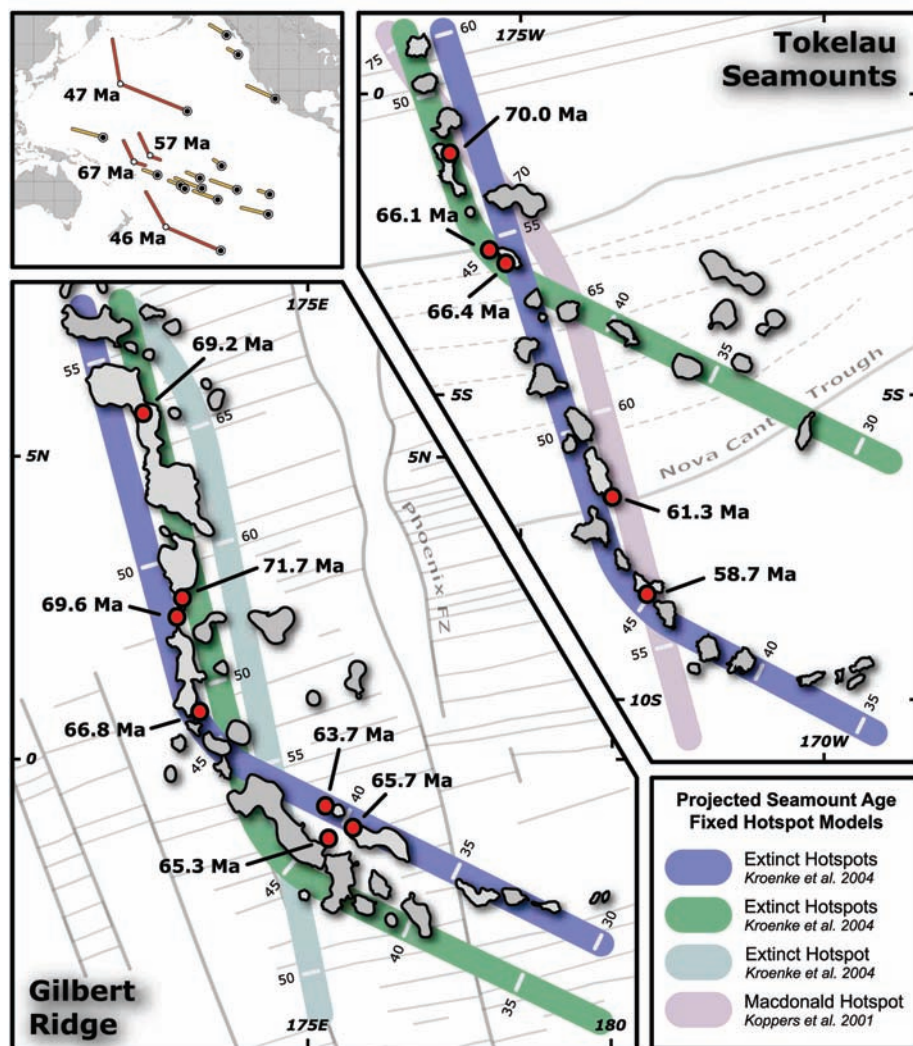 47 Ma
57 Ma
67 Ma
46 Ma
Tokelau
Seamounts
175W
60
75
50
0
70.0 Ma
70
55
66.1 Ma
45
66.4 Ma
65
40
35
30
5S
5S
60
50
Nova Canton Trough
61.3 Ma
58.7 Ma
45
55
40
35
10S
170W
175E
55
69.2 Ma
65
5N
5N
Phoenix FZ
60
50
71.7 Ma
69.6 Ma
50
66.8 Ma
63.7 Ma
0
45
55
40
65.7 Ma
65.3 Ma
45
35
40
30
50
35
Gilbert
Ridge
175E
180
Projected Seamount Age
Fixed Hotspot Models
Extinct Hotspots
Kroenke et al. 2004
Extinct Hotspots
Kroenke et al. 2004
Extinct Hotspot
Kroenke et al. 2004
Macdonald Hotspot
Koppers et al. 2001